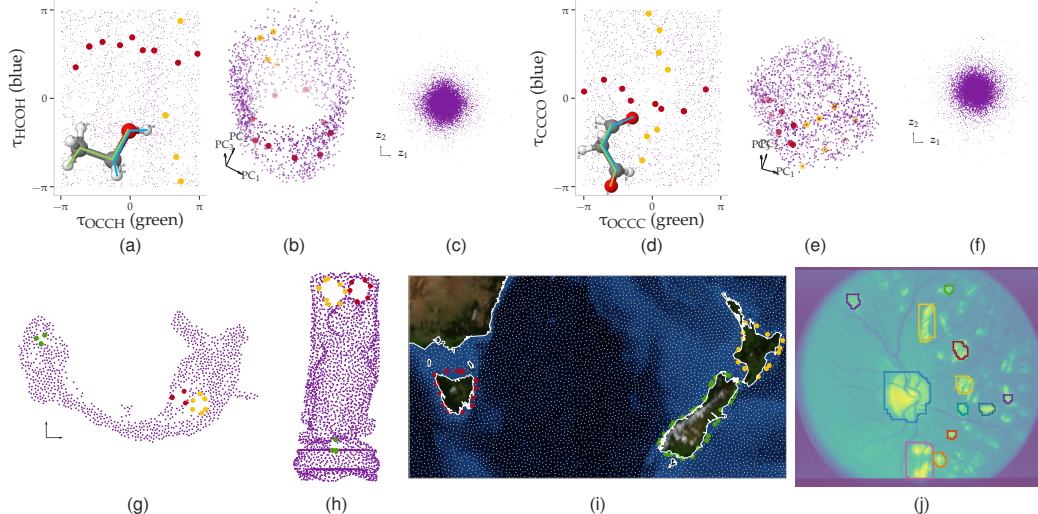 π
0
-π
τHCOH (blue)
-π
0
π
τOCCH (green)
(a)
PC2
PC3
PC1
(b)
z2
z1
(c)
π
0
-π
τCCCO (blue)
-π
0
π
τOCCC (green)
(d)
PC1
(e)
z2
z1
(f)
(g)
(h)
(i)
(j)